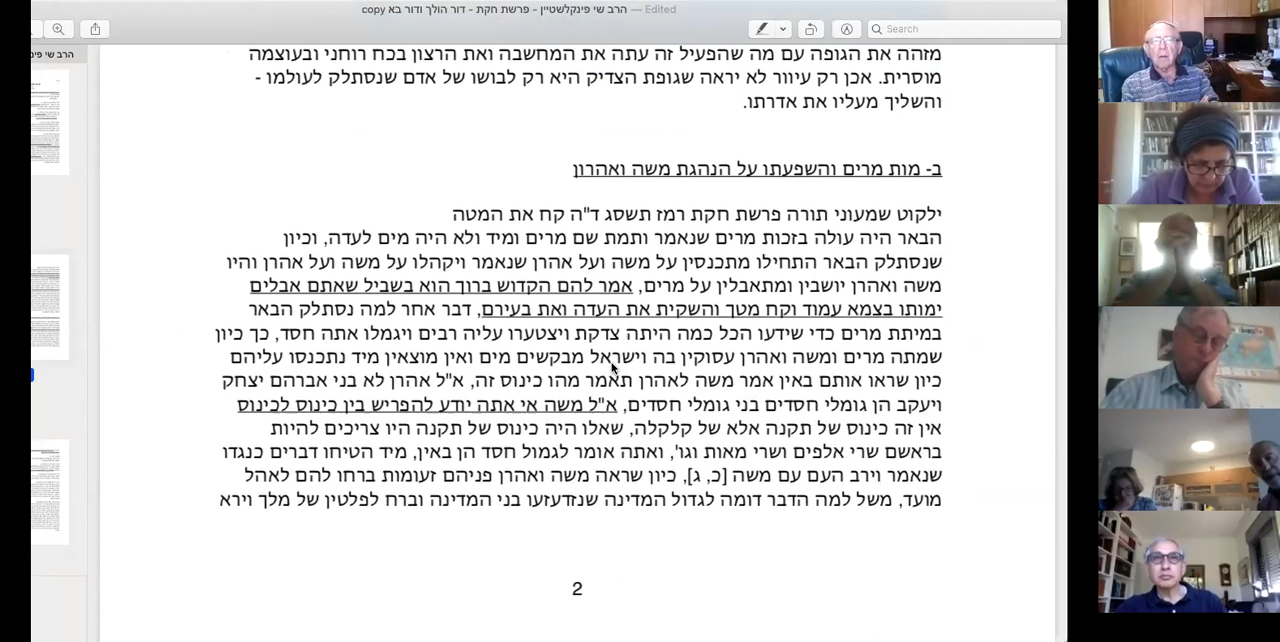 הרב שי פינקלשטיין - פרשת חקת - דור הולך ודור בא copy — Edited
Search
הרב שי פינ
מזהה את הגופה עם מה שהפעיל זה עתה את המחשבה ואת הרצון בכח רוחני ובעוצמה
מוסרית. אכן רק עיוור לא יראה שגופת הצדיק היא רק לבושו של אדם שנסתלק לעולמו -
והשליך מעליו את אדרתו.
ב- מות מרים והשפעתו על הנהגת משה ואהרון
ילקוט שמעוני תורה פרשת חקת רמז תשסג ד"ה קח את המטה
הבאר היה עולה בזכות מרים שנאמר ותמת שם מרים ומיד ולא היה מים לעדה, וכיון
שנסתלק הבאר התחילו מתכנסין על משה ועל אהרן שנאמר ויקהלו על משה ועל אהרן והיו
משה ואהרן יושבין ומתאבלין על מרים, אמר להם הקדוש ברוך הוא בשביל שאתם אבלים
ימותו בצמא עמוד וקח מטך והשקית את העדה ואת בעירם דבר אחר למה נסתלק הבאר
במיתת מרים כדי שידעו הכל כמה היתה צדקת ויצטערו עליה רבים ויגמלו אתה חסד, כך כיון
שמתה מרים ומשה ואהרן עסוקין בה וישראל מבקשים מים ואין מוצאין מיד נתכנסו עליהם
כיון שראו אותם באין אמר משה לאהרן תאמר מהו כינוס זה, א"ל אהרן לא בני אברהם יצחק
ויעקב הן גומלי חסדים בני גומלי חסדים, א"ל משה אי אתה יודע להפריש בין כינוס לכינוס
אין זה כינוס של תקנה אלא של קלקלה, שאלו היה כינוס של תקנה היו צריכים להיות
בראשם שרי אלפים ושרי מאות וגו', ואתה אומר לגמול חסד הן באין, מיד הטיחו דברים כנגדו
שנאמר וירב העם עם משה [כ, ג], כיון שראה משה ואהרן פניהם זעומות ברחו להם לאהל
מועד, משל למה הדבר דומה לגדול המדינה שנתרעמו בני המדינה וברח לפלטין של מלך וירא
2